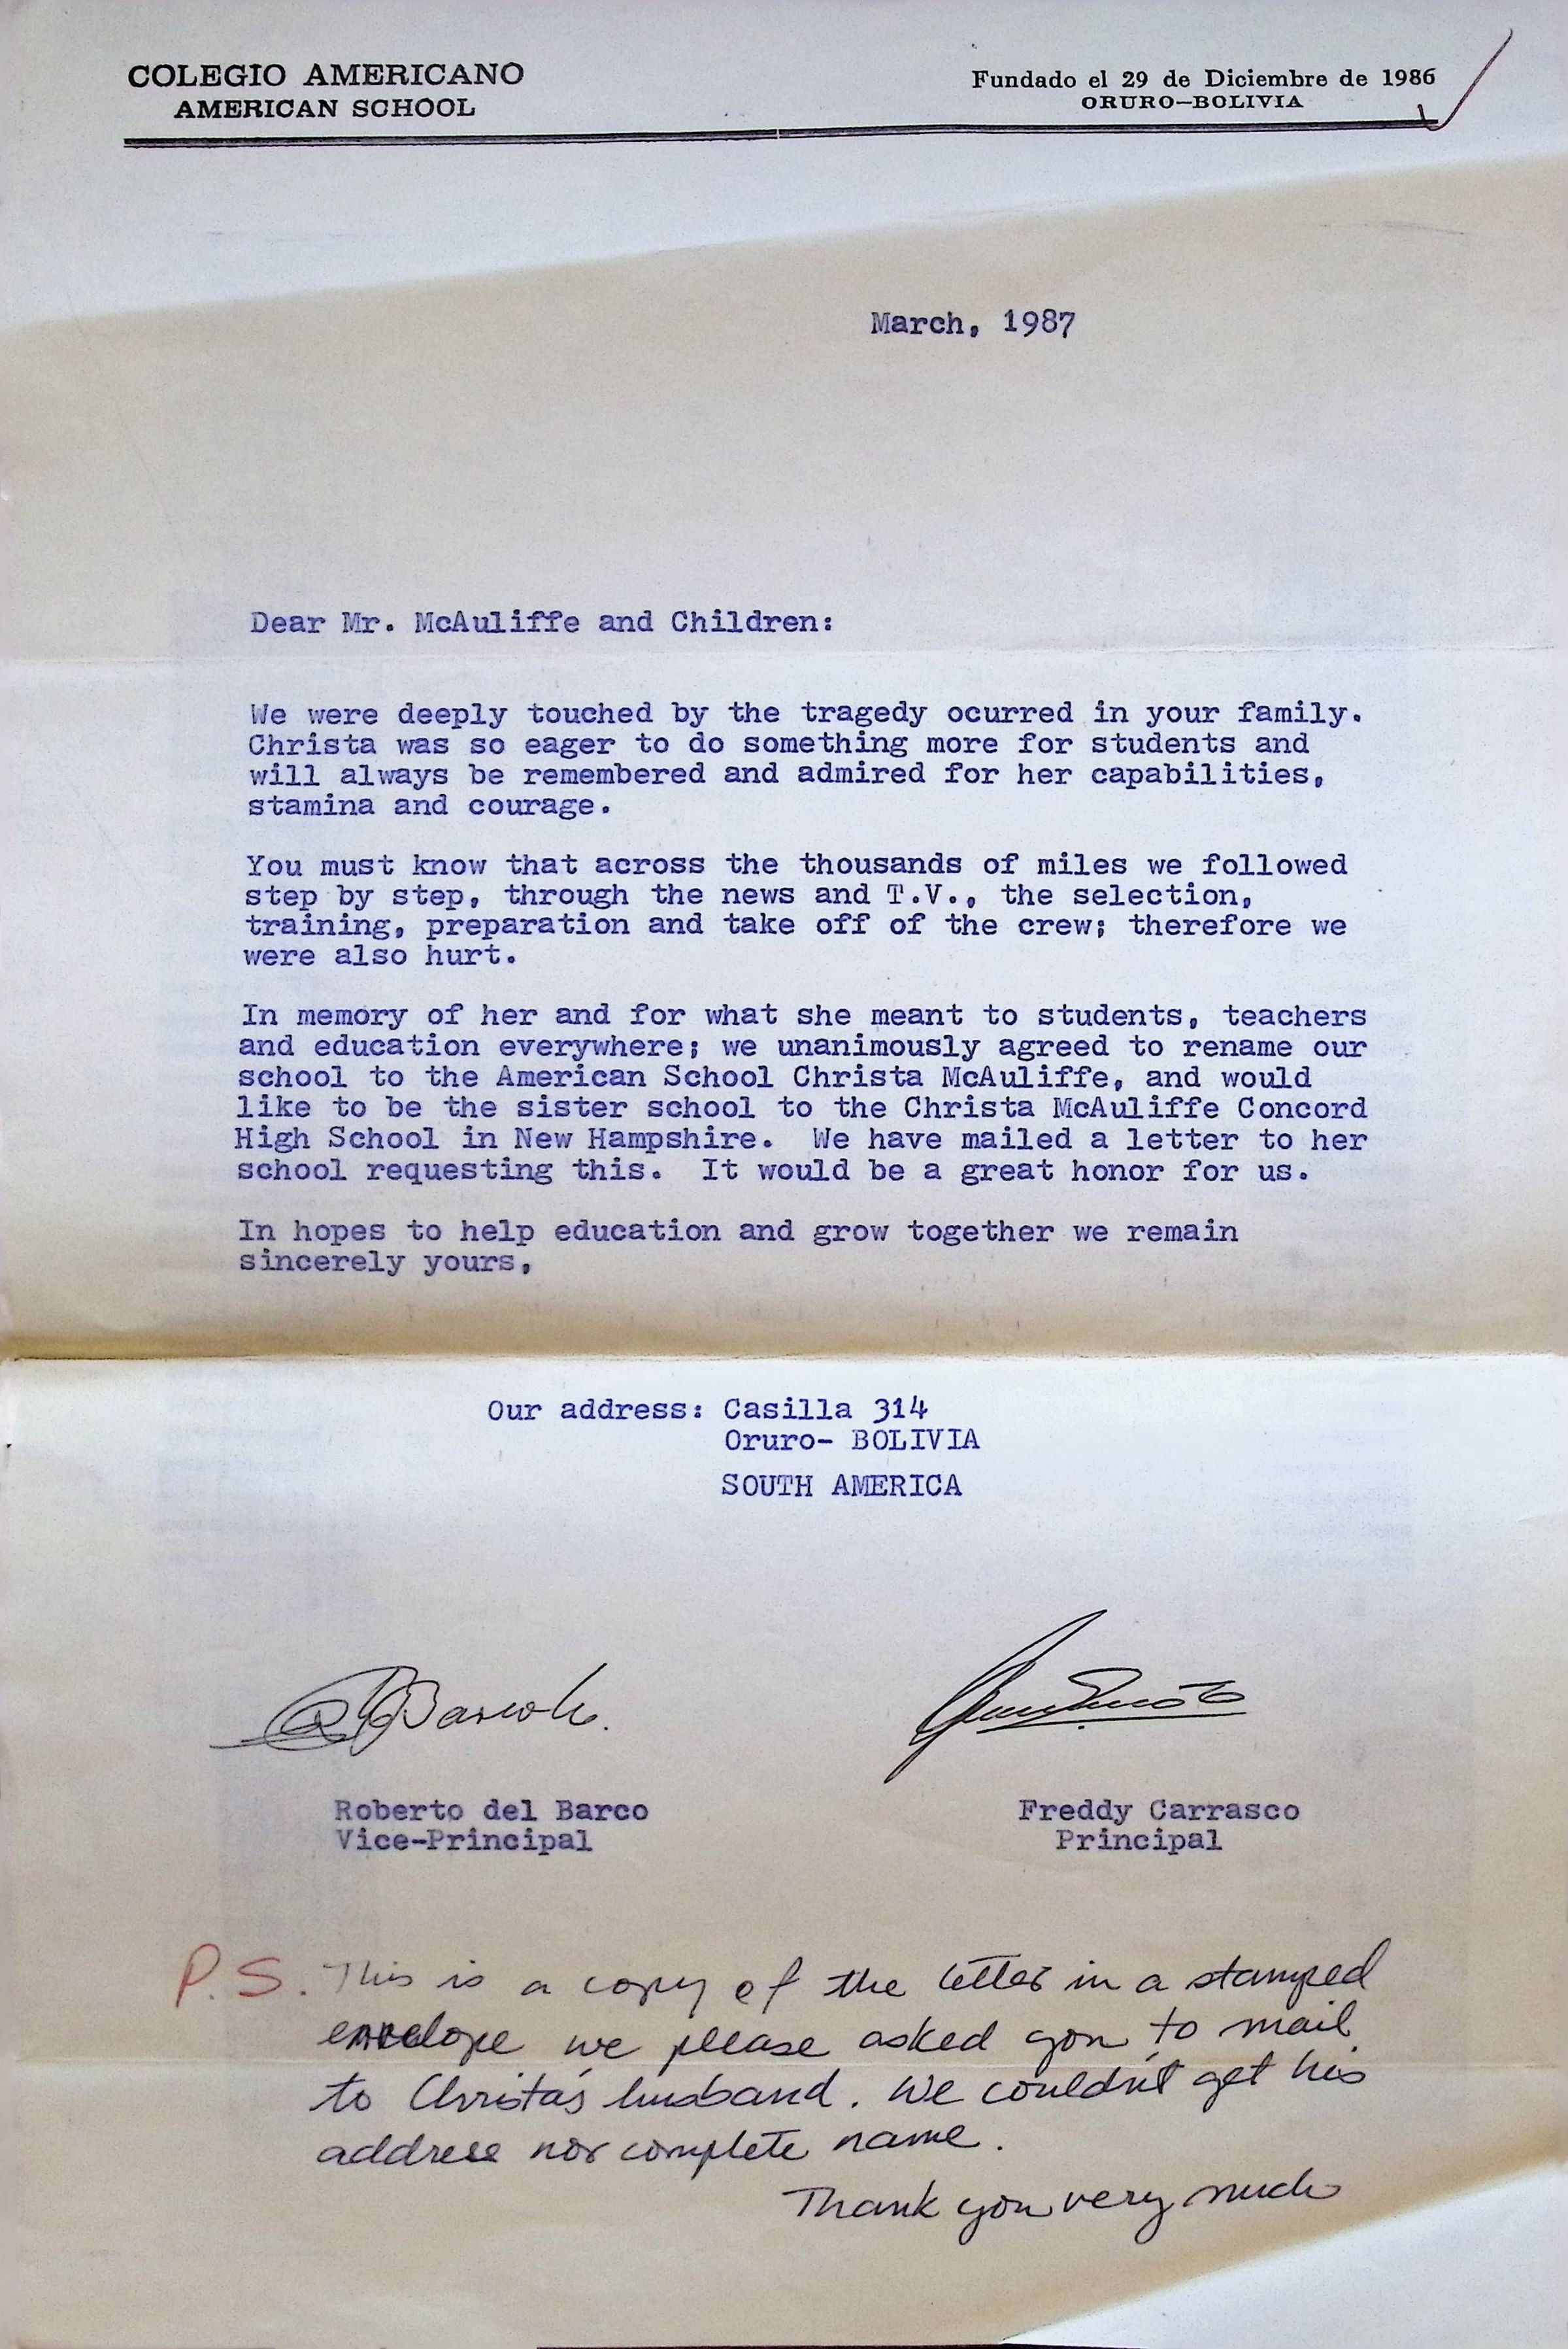 COLEGIO AMERICANO
AMERICAN SCHOOL
Fundado el 29 de Diciembre de 1986
ORURO—BOLIVIA
March, 1987
Dear Mr. McAuliffe and Children:
We were deeply touched by the tragedy ocurred in your family.
Christa was so eager to do something more for students and
will always be remembered and admired for her capabilities,
stamina and courage.
You must know that across the thousands of miles we followed
step by step, through the news and T.V., the selection,
training, preparation and take off of the crew; therefore we
were also hurt.
In memory of her and for what she meant to students, teachers
and education everywhere; we unanimously agreed to rename our
school to the American School Christa McAuliffe, and would
like to be the sister school to the Christa McAuliffe Concord
High School in New Hampshire.  We have mailed a letter to her
school requesting this.  It would be a great honor for us.
In hopes to help education and grow together we remain
sincerely yours,
Our address: Casilla 314
Oruro- BOLIVIA
SOUTH AMERICA
Roberto del Barco
Vice-Principal
Freddy Carrasco
Principal
P.S. This is a copy of the letter in a stamped
envelope we please asked you to mail
to Christa's husband. We couldn't get his
address nor complete name.
Thank you very much